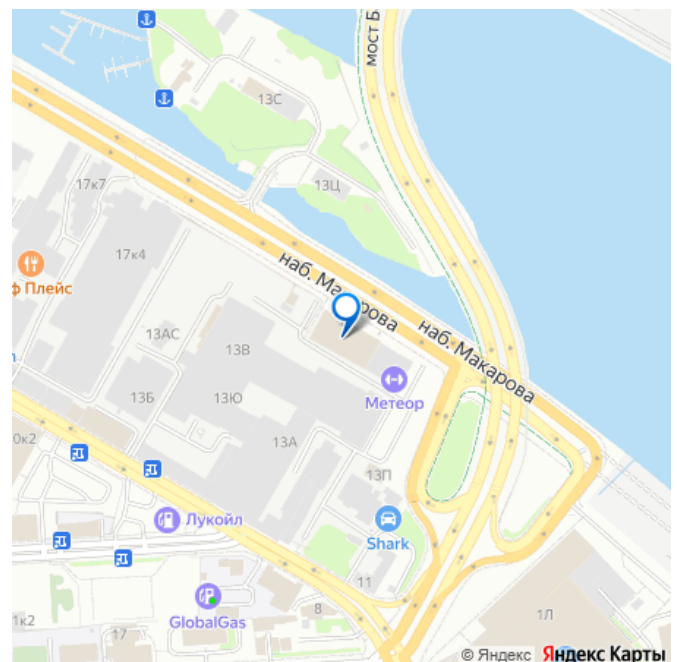 мост Б
13С
13Ц
17к7
17к4
ф Плейс
наб. Макарова
наб. Макарова
13АС
13В
13Б
13Ю
Метеор
13А
0к2
13П
Лукойл
Shark
11
GlobalGas
8
1Л
1к2
17
© Яндекс Яндекс Карты